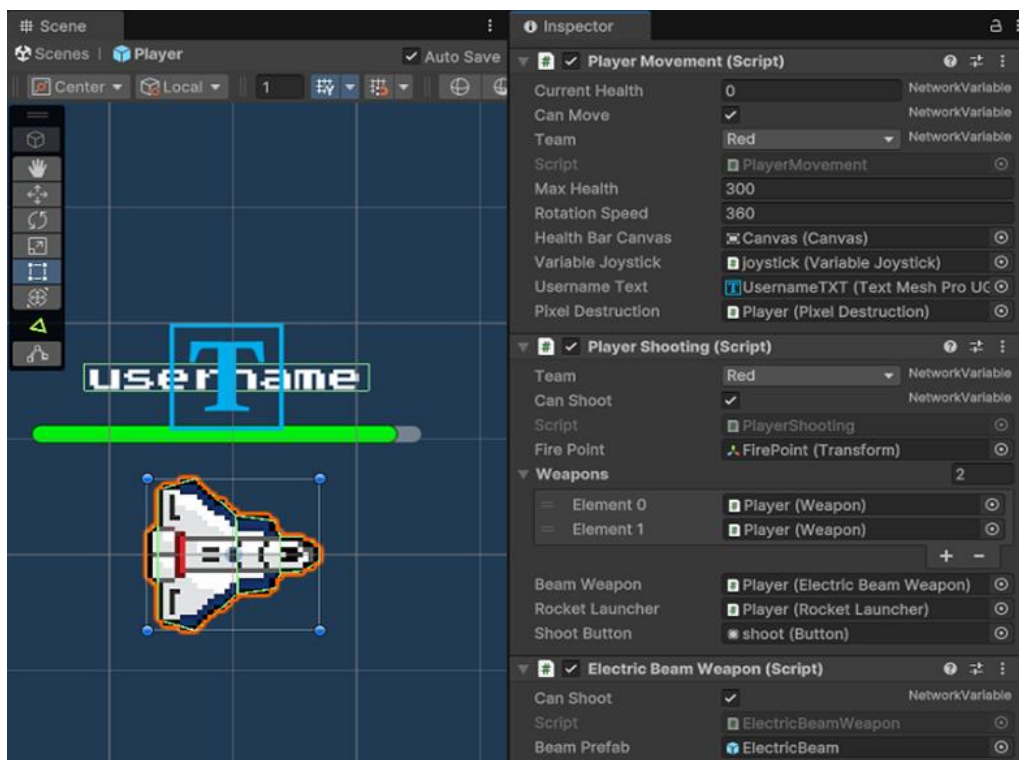 Scene
Scenes | Player
Auto Save
Center Local 1
username
Inspector
Player Movement (Script)
Current Health 0 NetworkVariable
Can Move NetworkVariable
Team Red NetworkVariable
Script PlayerMovement
Max Health 300
Rotation Speed 360
Health Bar Canvas Canvas (Canvas)
Variable Joystick joystick (Variable Joystick)
Username Text UsernameTXT (Text Mesh Pro UG
Pixel Destruction Player (Pixel Destruction)
Player Shooting (Script)
Team Red NetworkVariable
Can Shoot NetworkVariable
Script PlayerShooting
Fire Point FirePoint (Transform)
Weapons 2
Element 0 Player (Weapon)
Element 1 Player (Weapon)
+ -
Beam Weapon Player (Electric Beam Weapon)
Rocket Launcher Player (Rocket Launcher)
Shoot Button shoot (Button)
Electric Beam Weapon (Script)
Can Shoot NetworkVariable
Script ElectricBeamWeapon
Beam Prefab ElectricBeam